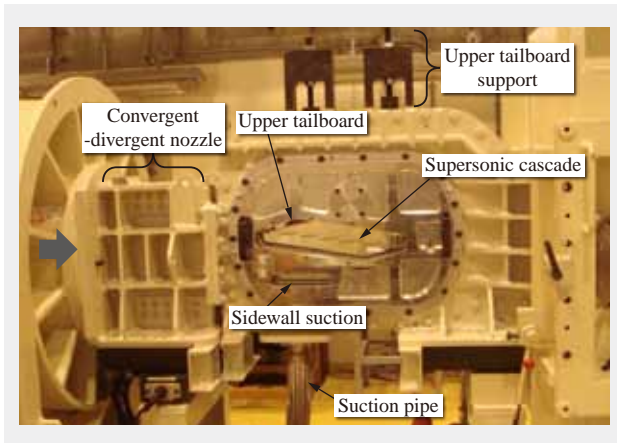 Upper tailboard
support
Convergent
-divergent nozzle
Upper tailboard
Supersonic cascade
Sidewall suction
Suction pipe